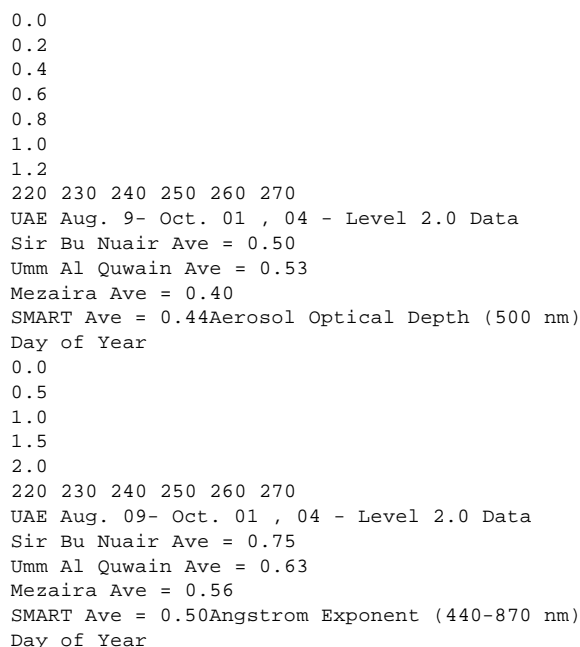 0.0
0.2
0.4
0.6
0.8
1.0
1.2
220 230 240 250 260 270
UAE Aug. 9- Oct. 01 , 04 - Level 2.0 Data
Sir Bu Nuair Ave = 0.50
Umm Al Quwain Ave = 0.53
Mezaira Ave = 0.40
SMART Ave = 0.44Aerosol Optical Depth (500 nm)
Day of Year
0.0
0.5
1.0
1.5
2.0
220 230 240 250 260 270
UAE Aug. 09- Oct. 01 , 04 - Level 2.0 Data
Sir Bu Nuair Ave = 0.75
Umm Al Quwain Ave = 0.63
Mezaira Ave = 0.56
SMART Ave = 0.50Angstrom Exponent (440-870 nm)
Day of Year